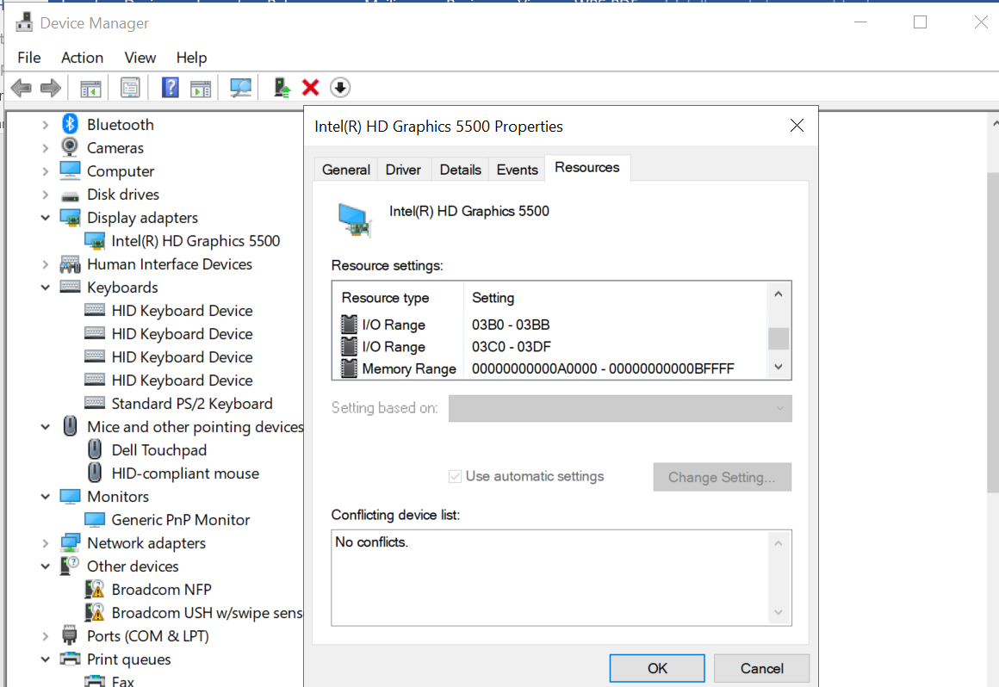 Device Manager
File Action View Help
Bluetooth
Cameras
Computer
Disk drives
Display adapters
Intel(R) HD Graphics 5500
Human Interface Devices
Keyboards
HID Keyboard Device
HID Keyboard Device
HID Keyboard Device
HID Keyboard Device
Standard PS/2 Keyboard
Mice and other pointing devices
Dell Touchpad
HID-compliant mouse
Monitors
Generic PnP Monitor
Network adapters
Other devices
Broadcom NFP
Broadcom USH w/swipe sens
Ports (COM & LPT)
Print queues
Fax
Intel(R) HD Graphics 5500 Properties
General Driver Details Events Resources
Intel(R) HD Graphics 5500
Resource settings:
Resource type Setting
I/O Range 03B0 - 03BB
I/O Range 03C0 - 03DF
Memory Range 00000000000A0000 - 00000000000BFFFF
Setting based on:
Use automatic settings Change Setting...
Conflicting device list:
No conflicts.
OK Cancel